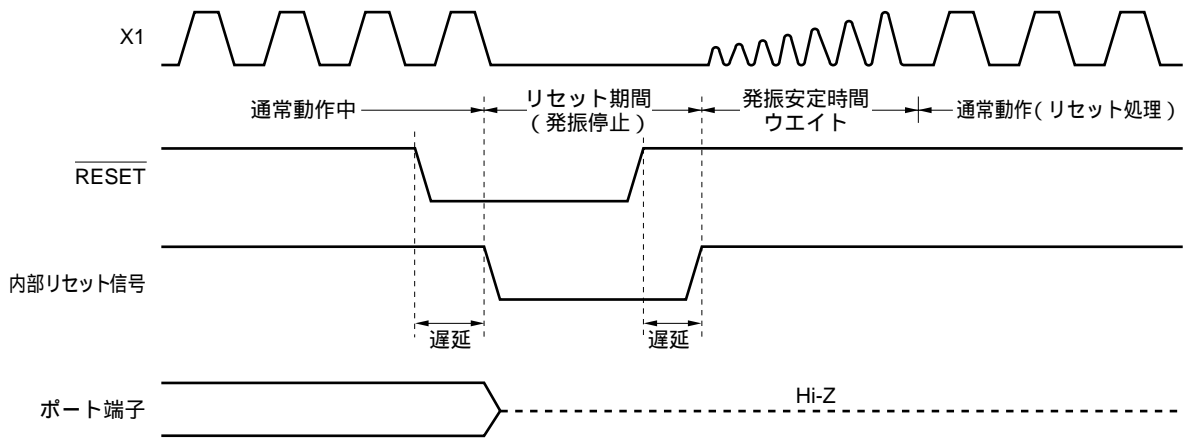 X1
通常動作中
リセット期間
(発振停止)
発振安定時間
ウエイト
通常動作(リセット処理)
RESET
内部リセット信号
遅延
遅延
ポート端子
Hi-Z